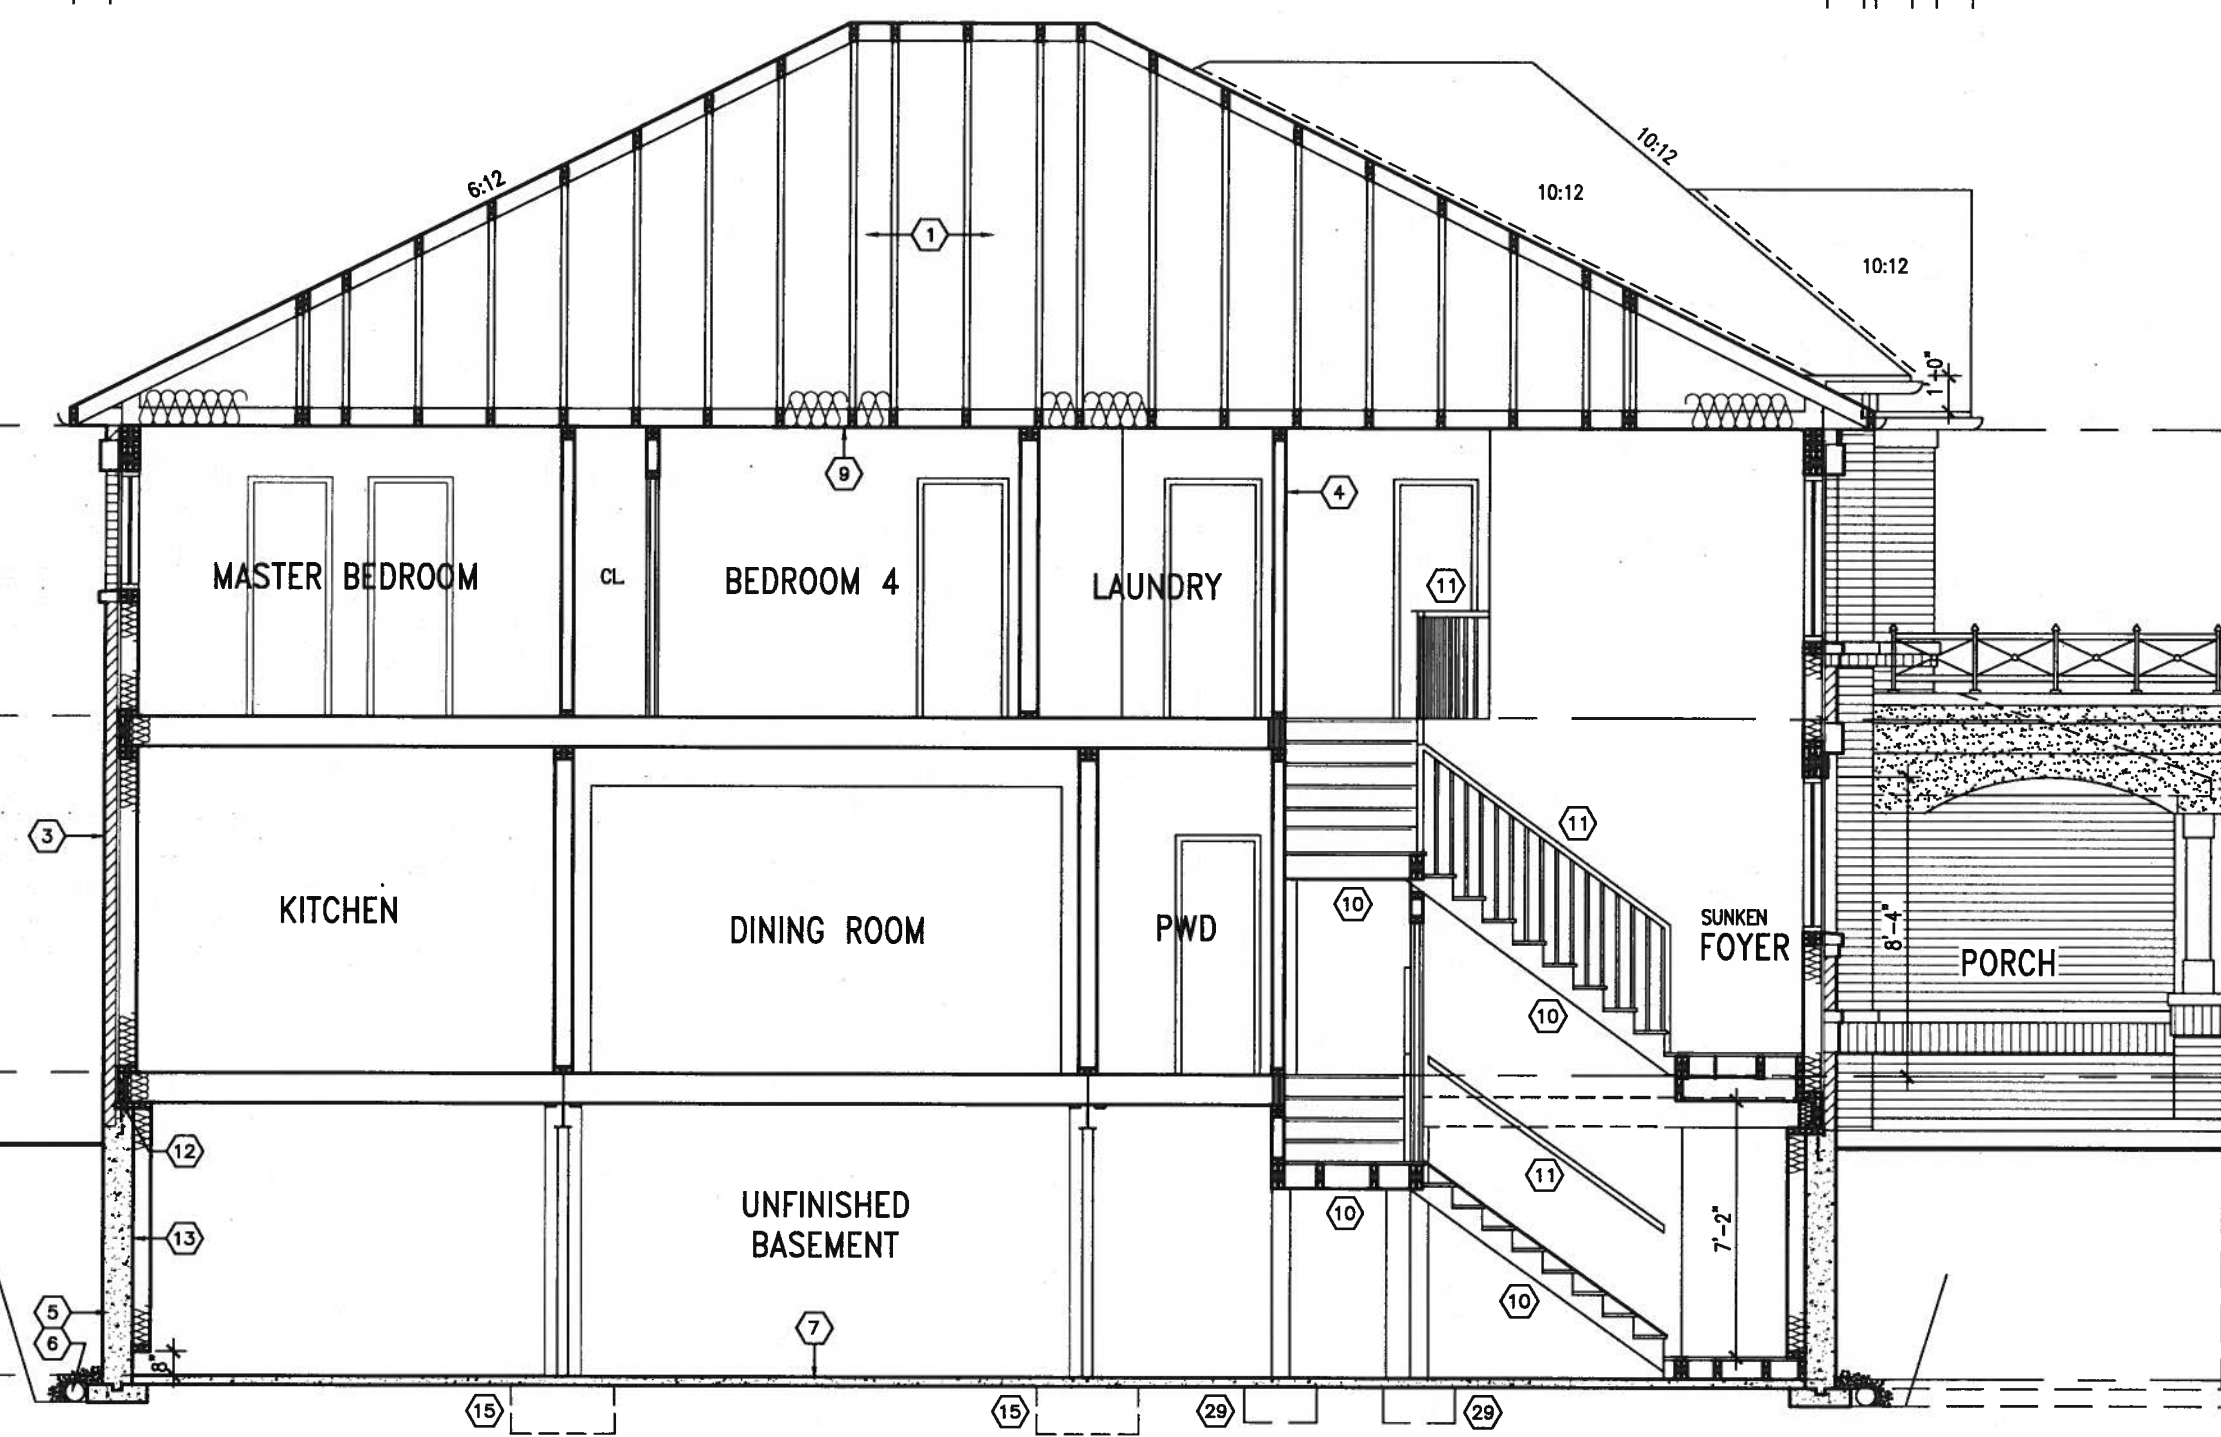 6:12
10:12
10:12
10:12
1
1'-0"
9
4
MASTER BEDROOM
CL
BEDROOM 4
LAUNDRY
11
3
11
KITCHEN
DINING ROOM
PWD
10
SUNKEN
FOYER
8'-4"
PORCH
10
12
11
UNFINISHED
BASEMENT
10
7'-2"
13
5
6
8"
7
10
15
15
29
29